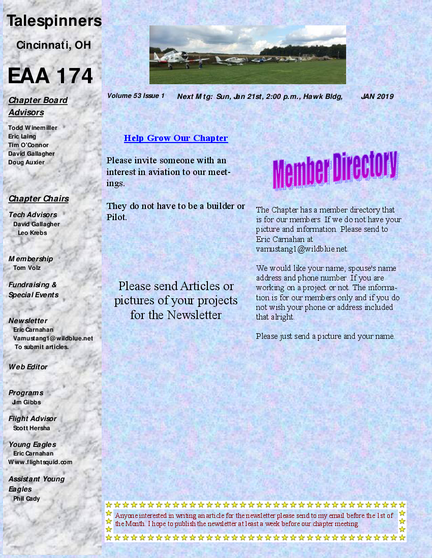 Talespinners
Cincinnati, OH
EAA 174
Chapter Board
Advisors
Todd Winemiller
Eric Laing
Tim O'Connor
David Gallagher
Doug Auxier
Chapter Chairs
Tech Advisors
David Gallagher
Leo Krebs
Membership
Tom Volz
Fundraising &
Special Events
Newsletter
Eric Carnahan
Vamustang1@wildblue.net
To submit articles.
Web Editor
Programs
Jim Gibbs
Flight Advisor
Scott Hersha
Young Eagles
Eric Carnahan
Www.flightsquid.com
Assistant Young
Eagles
Phil Cady
Volume 53 Issue 1 Next Mtg: Sun, Jan 21st, 2:00 p.m., Hawk Bldg, JAN 2019
Help Grow Our Chapter
Please invite someone with an
interest in aviation to our meet-
ings.
They do not have to be a builder or
Pilot.
Please send Articles or
pictures of your projects
for the Newsletter
Member Directory
The Chapter has a member directory that
is for our members. If we do not have your
picture and information. Please send to
Eric Carnahan at
vamustang1@wildblue.net.
We would like your name, spouse's name
address and phone number. If you are
working on a project or not. The informa-
tion is for our members only and if you do
not wish your phone or address included
that alright.
Please just send a picture and your name.
Anyone interested in writing an article for the newsletter please send to my email before the 1st of
the Month. I hope to publish the newsletter at least a week before our chapter meeting.